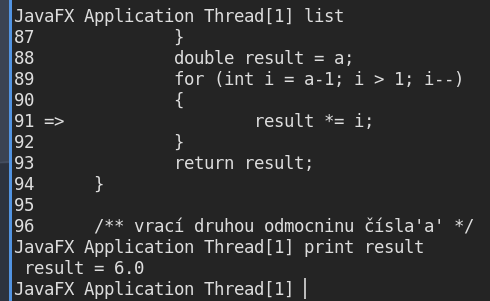 JavaFX Application Thread[1] list
87                }
88                double result = a;
89                for (int i = a-1; i > 1; i--)
90                {
91 =>                     result *= i;
92                }
93                return result;
94        }
95
96        /** vrací druhou odmocninu čísla'a' */
JavaFX Application Thread[1] print result
 result = 6.0
JavaFX Application Thread[1]